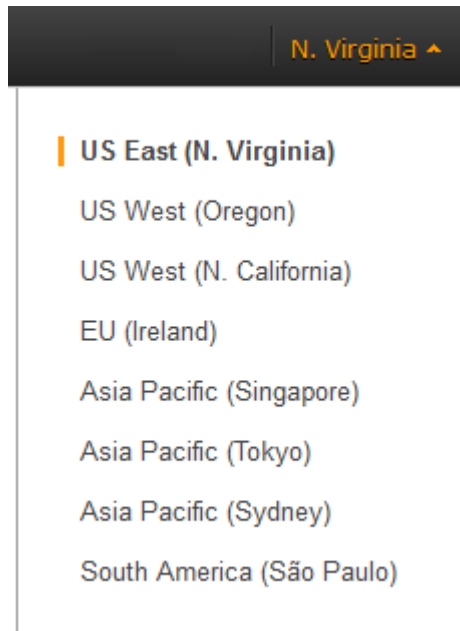 N. Virginia
US East (N. Virginia)
US West (Oregon)
US West (N. California)
EU (Ireland)
Asia Pacific (Singapore)
Asia Pacific (Tokyo)
Asia Pacific (Sydney)
South America (São Paulo)